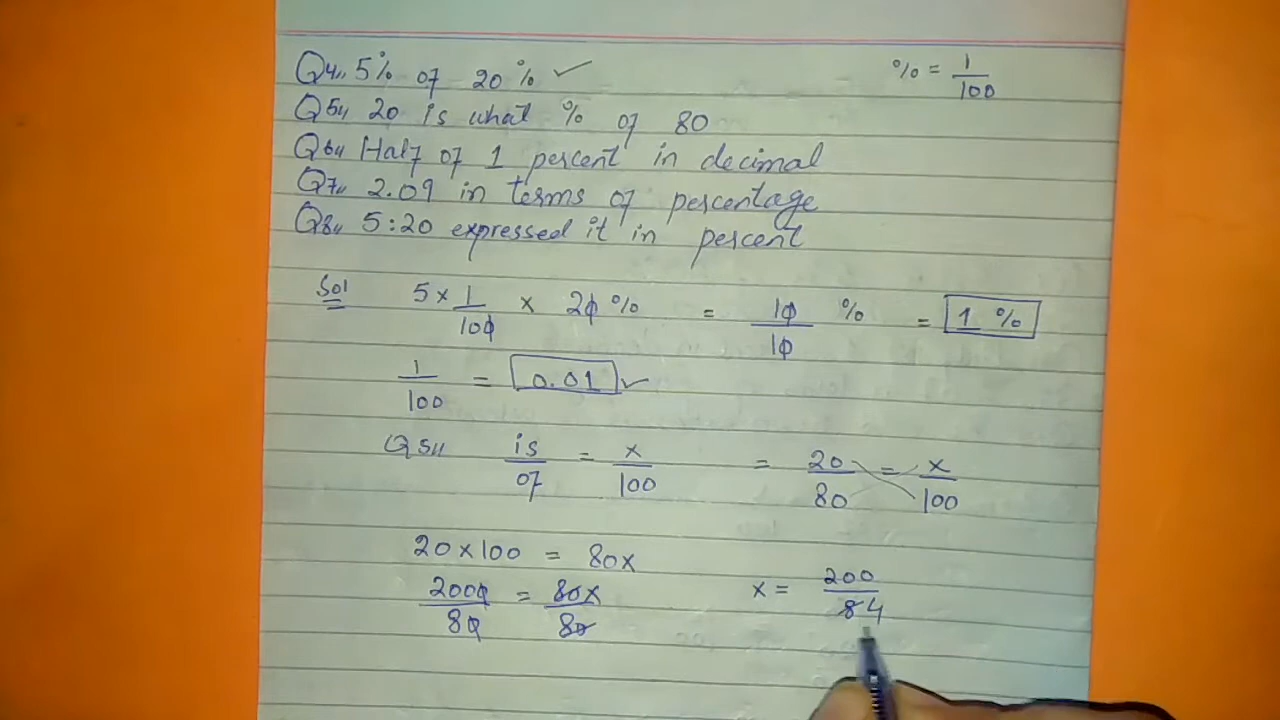 Q4,, 5% of 20% ✓ % = 1/100
Q5,, 20 is what % of 80
Q6,, Half of 1 percent in decimal
Q7,, 2.09 in terms of percentage
Q8,, 5:20 expressed it in percent
Sol 5 × 1/100 × 20 % = 10/10 % = 1 %
1/100 = 0.01 ✓
Q5,, is/of = x/100 = 20/80 = x/100
20×100 = 80x
2000/80 = 80x/80 x = 200/8 4